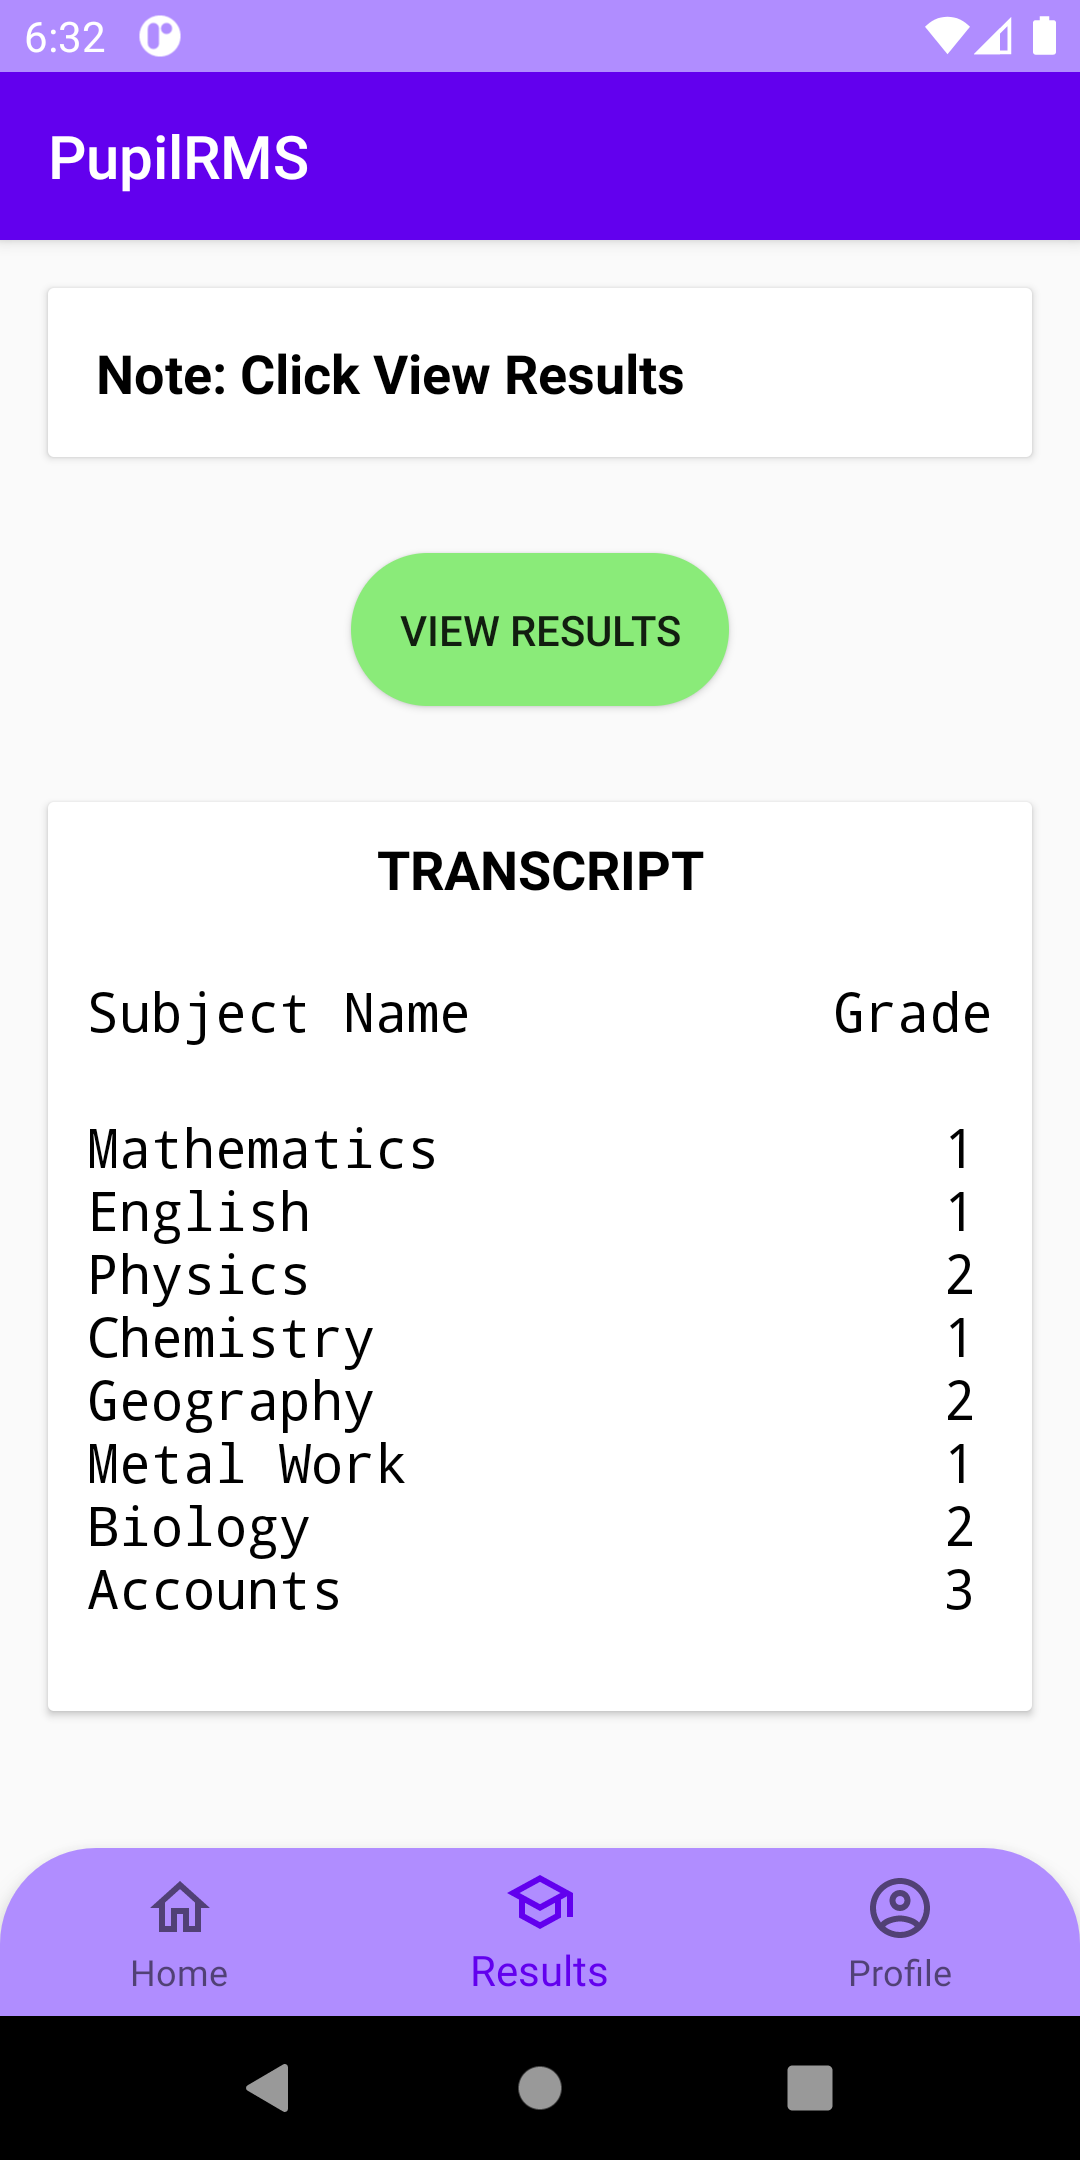 6:32
PupilRMS
Note: Click View Results
VIEW RESULTS
TRANSCRIPT
Subject Name Grade
Mathematics 1
English 1
Physics 2
Chemistry 1
Geography 2
Metal Work 1
Biology 2
Accounts 3
Home Results Profile